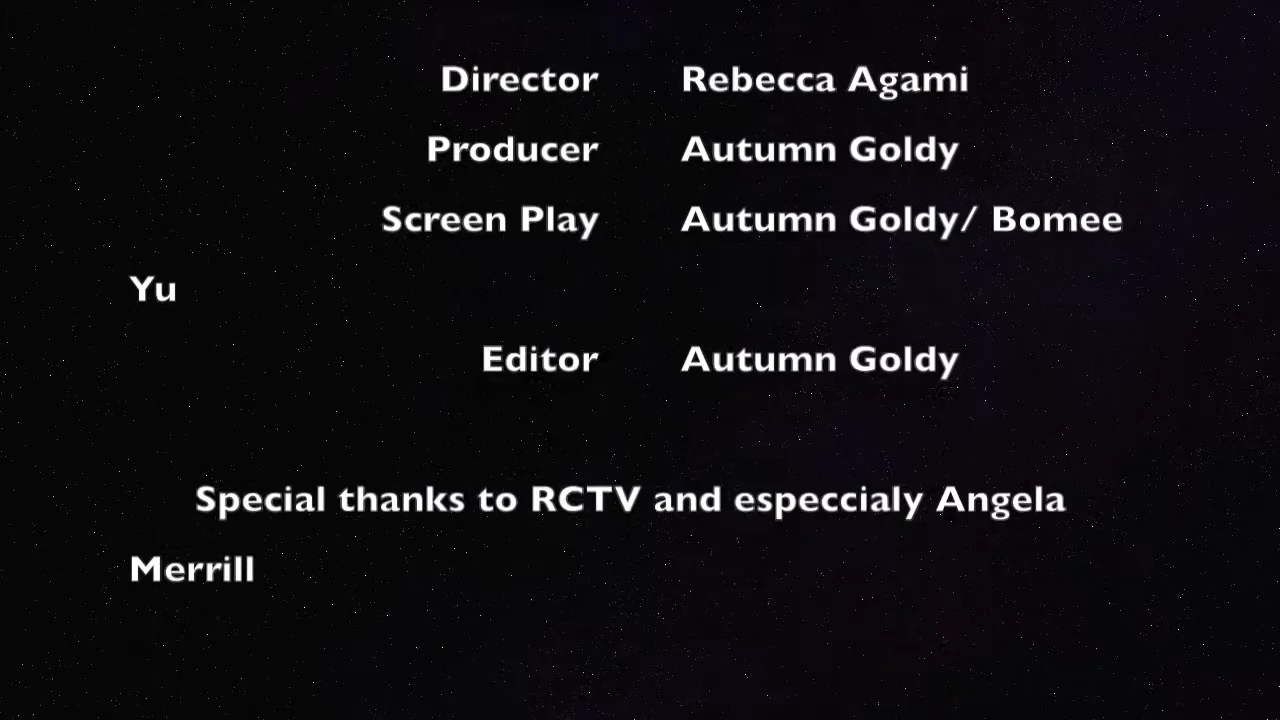 Director Rebecca Agami
Producer Autumn Goldy
Screen Play Autumn Goldy/ Bomee
Yu
Editor Autumn Goldy
Special thanks to RCTV and especcialy Angela
Merrill